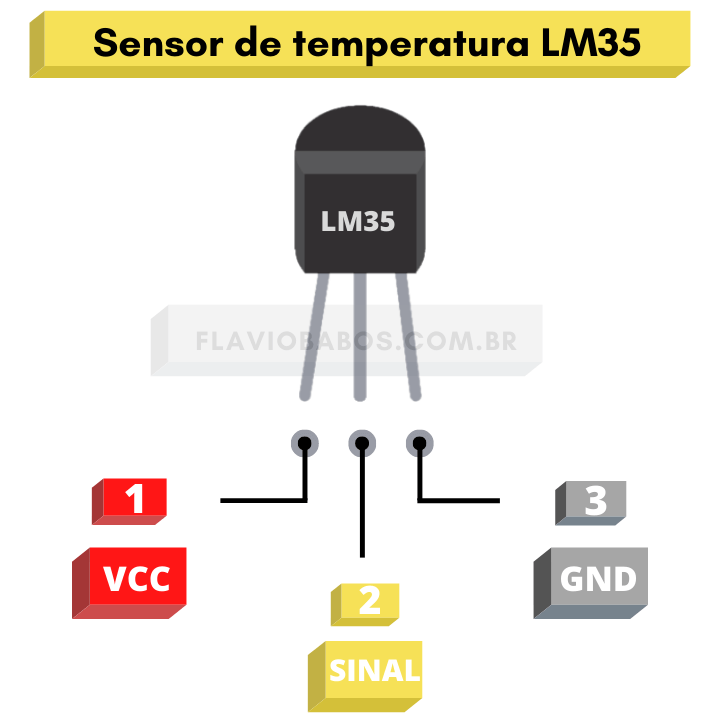 Sensor de temperatura LM35
LM35
FLAVIOBABOS.COM.BR
1
VCC
2
SINAL
3
GND